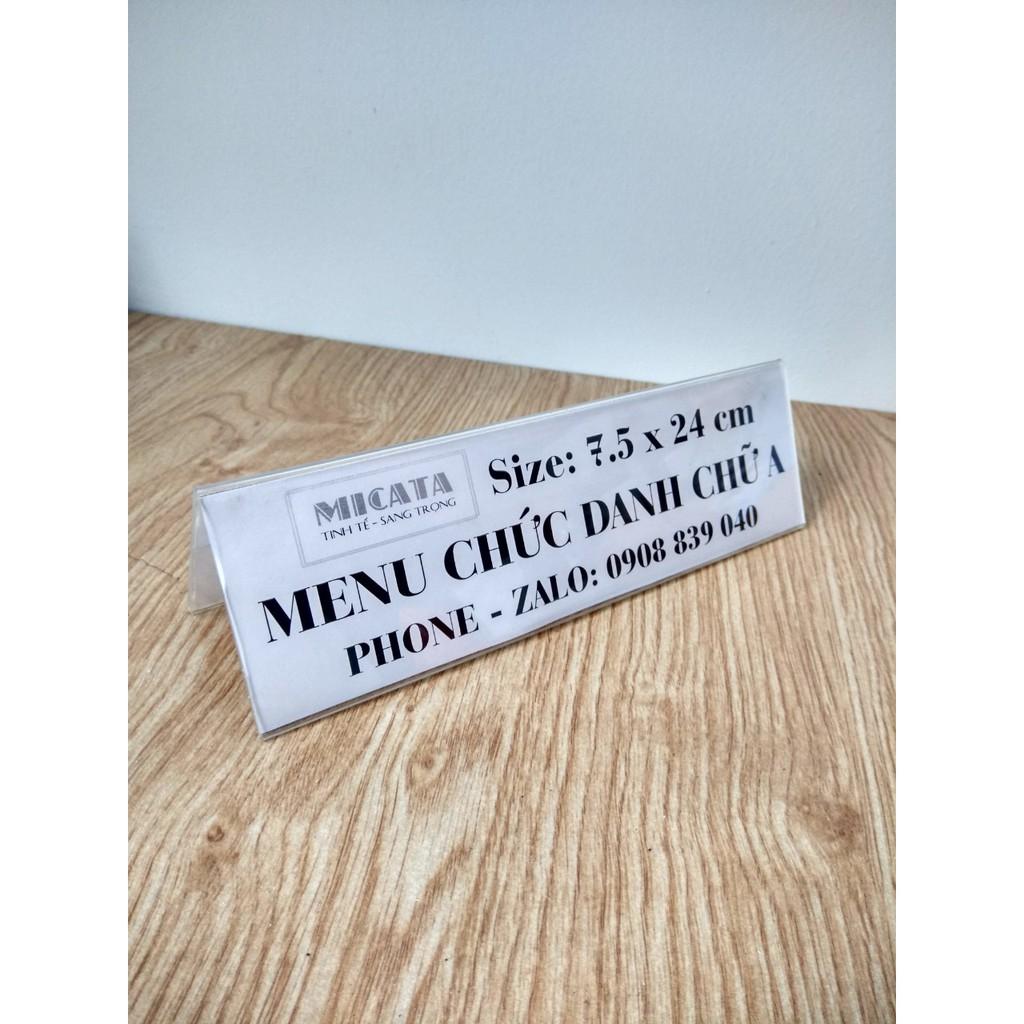 MICATA
TINH TẾ - SANG TRỌNG
Size: 7.5 x 24 cm
MENU CHỨC DANH CHỮ A
PHONE - ZALO: 0908 839 040